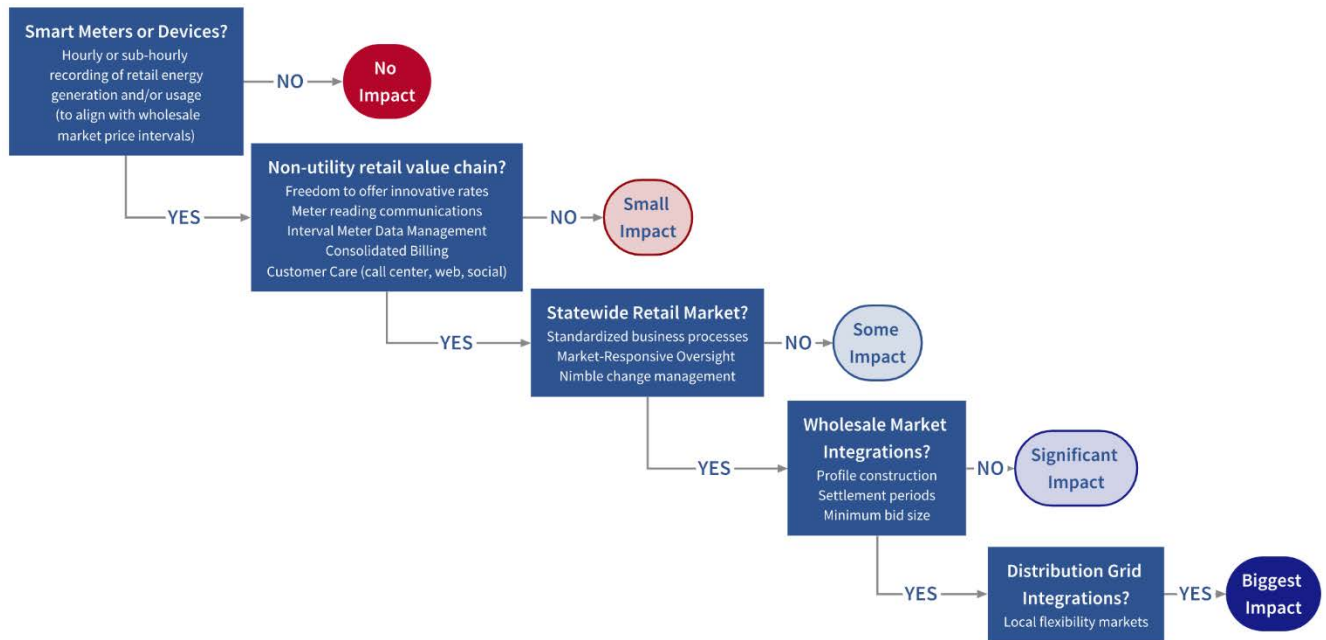 Smart Meters or Devices?
Hourly or sub-hourly
recording of retail energy
generation and/or usage
(to align with wholesale
market price intervals)
NO
No
Impact
YES
Non-utility retail value chain?
Freedom to offer innovative rates
Meter reading communications
Interval Meter Data Management
Consolidated Billing
Customer Care (call center, web, social)
NO
Small
Impact
YES
Statewide Retail Market?
Standardized business processes
Market-Responsive Oversight
Nimble change management
NO
Some
Impact
YES
Wholesale Market
Integrations?
Profile construction
Settlement periods
Minimum bid size
NO
Significant
Impact
YES
Distribution Grid
Integrations?
Local flexibility markets
YES
Biggest
Impact